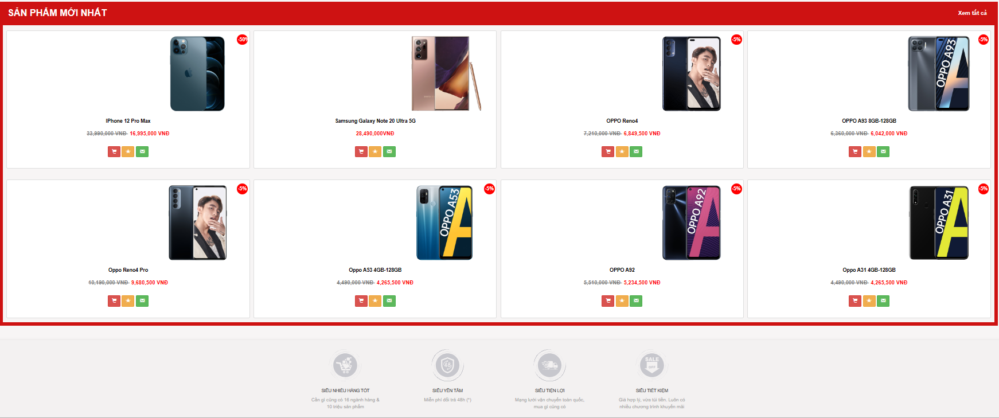 SẢN PHẨM MỚI NHẤT
Xem tất cả
-50%
-5%
-5%
OPPO A93
IPhone 12 Pro Max
Samsung Galaxy Note 20 Ultra 5G
OPPO Reno4
OPPO A93 8GB-128GB
33,990,000 VNĐ 16,995,000 VNĐ
28,490,000VNĐ
7,210,000 VNĐ 6,849,500 VNĐ
6,360,000 VNĐ 6,042,000 VNĐ
-5%
-5%
-5%
-5%
OPPO A53
OPPO A92
OPPO A31
Oppo Reno4 Pro
Oppo A53 4GB-128GB
OPPO A92
Oppo A31 4GB-128GB
10,190,000 VNĐ 9,680,500 VNĐ
4,490,000 VNĐ 4,265,500 VNĐ
5,510,000 VNĐ 5,234,500 VNĐ
4,490,000 VNĐ 4,265,500 VNĐ
48
SALE
OFF
SIÊU NHIỀU HÀNG TỐT
SIÊU YÊN TÂM
SIÊU TIỆN LỢI
SIÊU TIẾT KIỆM
Cần gì cũng có 16 ngành hàng &
10 triệu sản phẩm
Miễn phí đổi trả 48h (*)
Mạng lưới vận chuyển toàn quốc,
mua gì cũng có
Giá hợp lý, vừa túi tiền. Luôn có
nhiều chương trình khuyến mãi